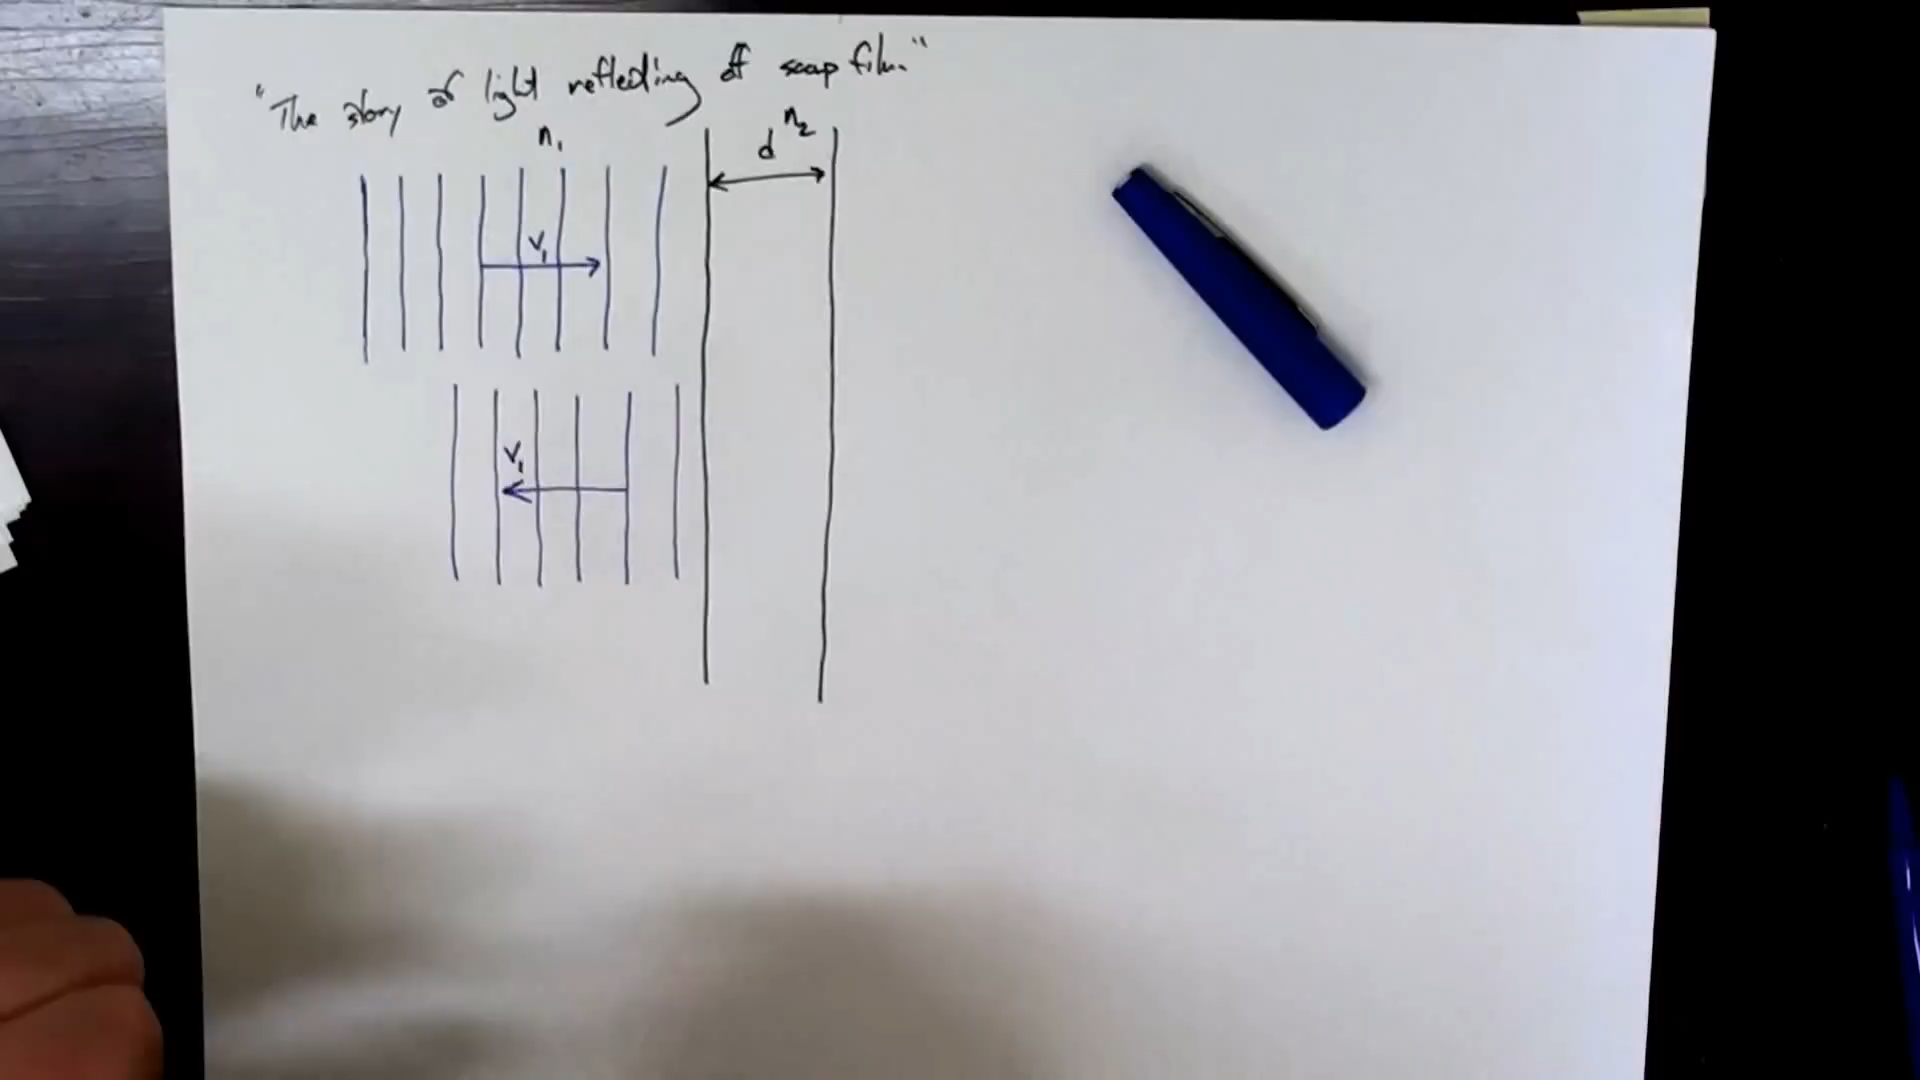 "The story of light reflecting off soap film."
n₁
n₂
d
v₁
v₁